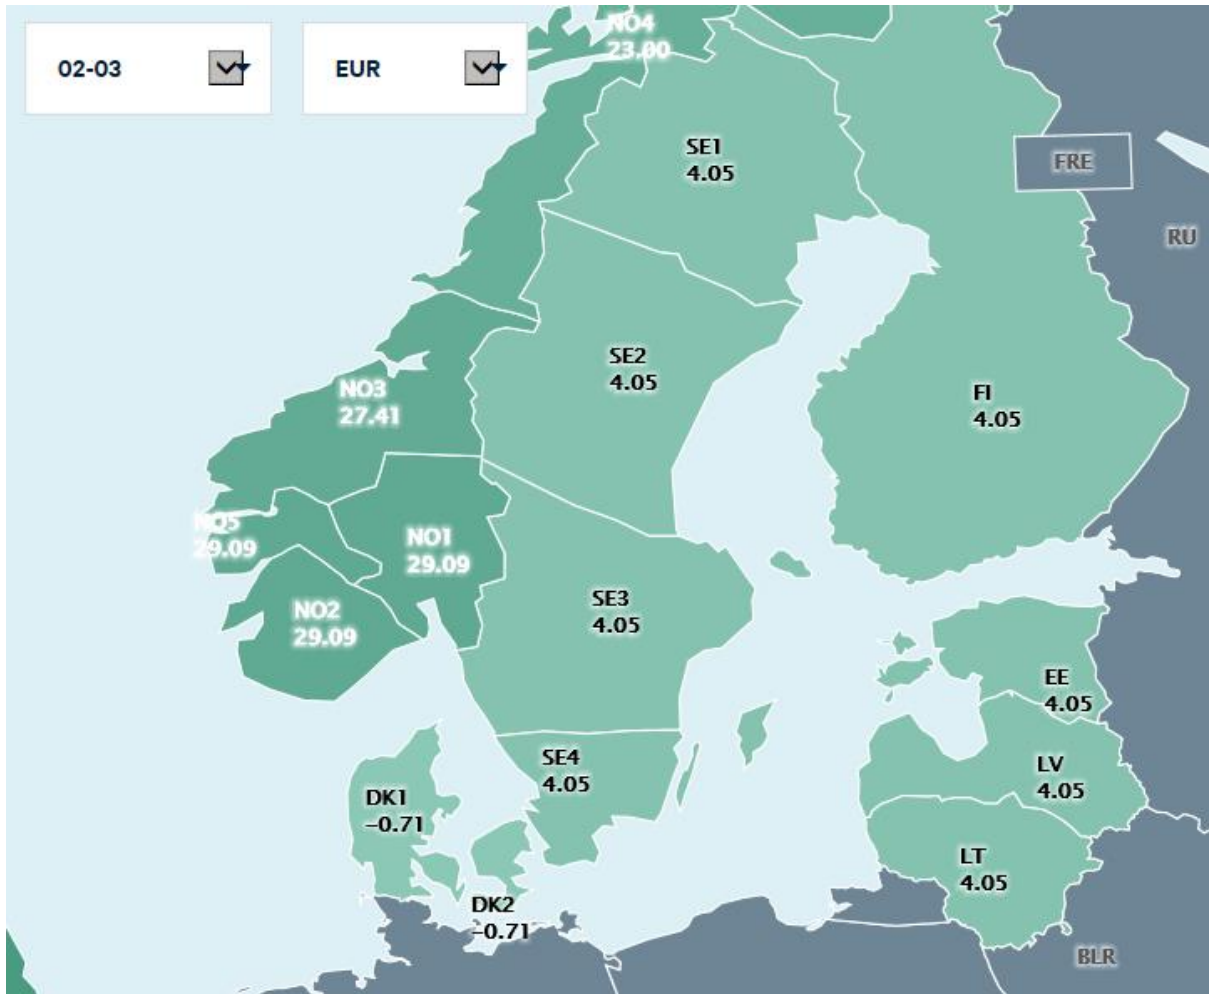 02-03
EUR
NO4
23.00
SE1
4.05
FRE
RU
SE2
4.05
NO3
27.41
FI
4.05
NO5
29.09
NO1
29.09
NO2
29.09
SE3
4.05
EE
4.05
SE4
4.05
LV
4.05
DK1
−0.71
LT
4.05
DK2
−0.71
BLR